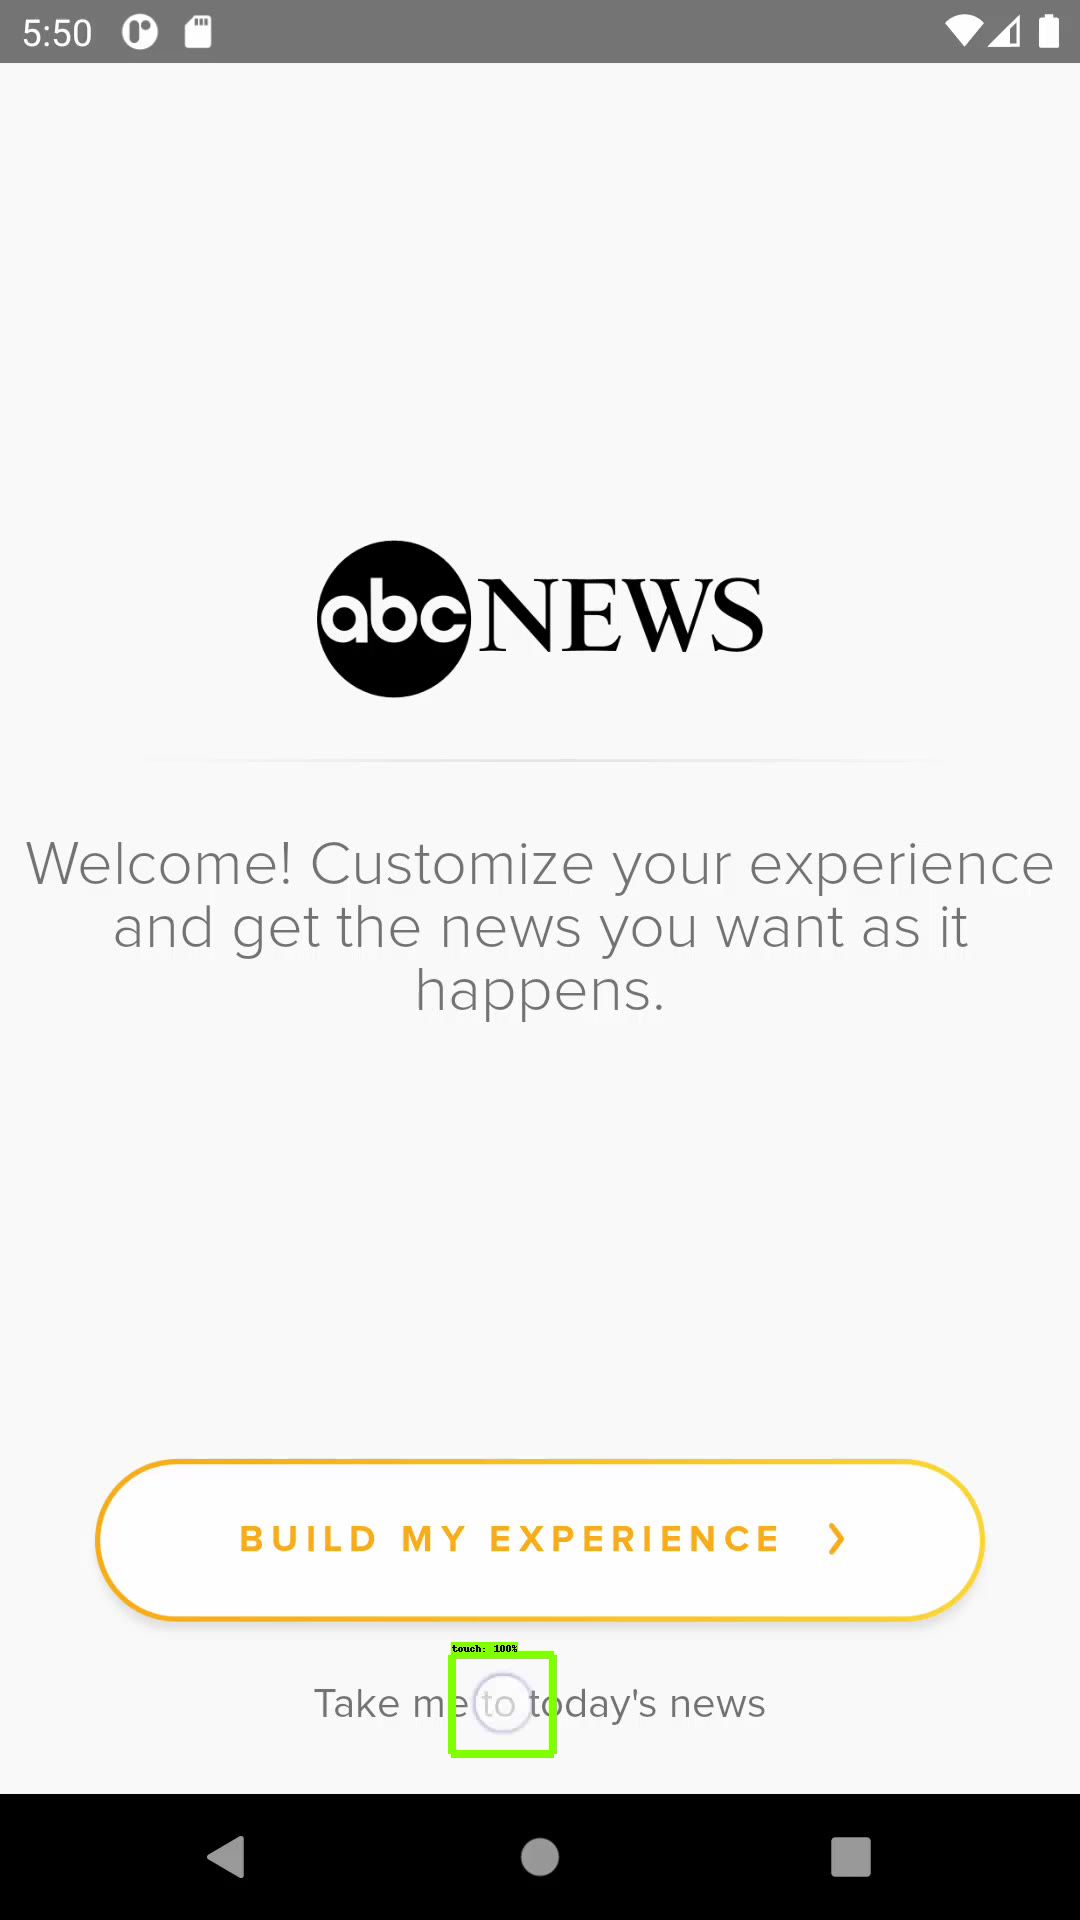 5:50
abc NEWS
Welcome! Customize your experience
and get the news you want as it
happens.
BUILD MY EXPERIENCE
touch: 100%
Take me to today's news